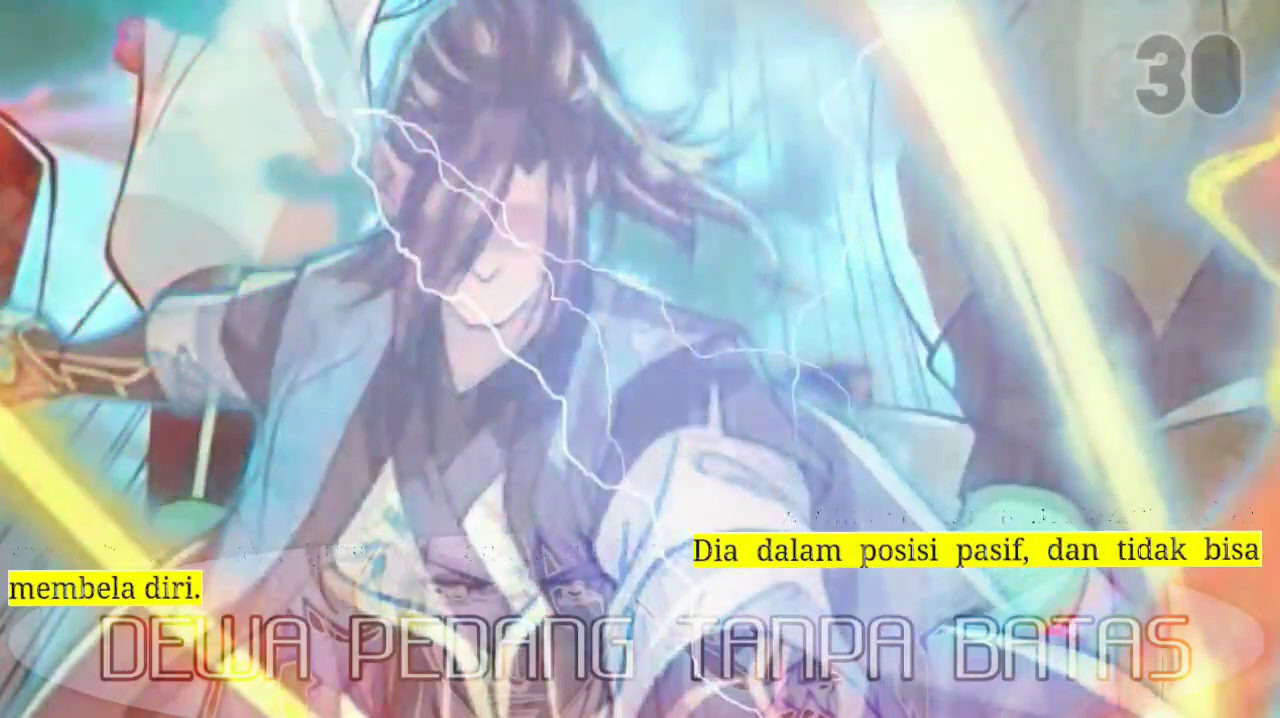 30
Dia dalam posisi pasif, dan tidak bisa
membela diri.
DEWA PEDANG TANPA BATAS